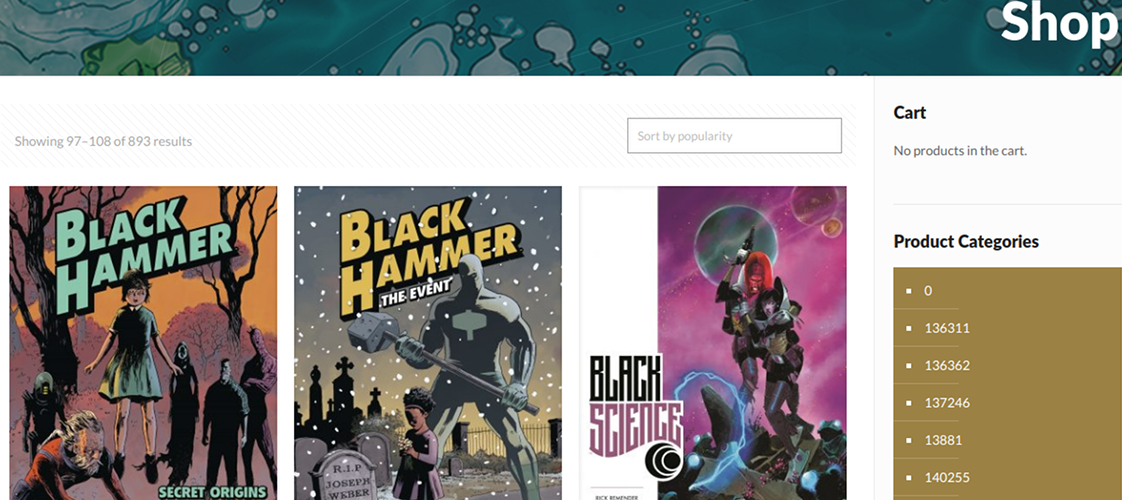 Shop
Showing 97–108 of 893 results
Sort by popularity
BLACK
HAMMER
SECRET ORIGINS
BLACK
HAMMER
THE EVENT
R.I.P
JOSEPH
WEBER
BLACK
SCIENCE
RICK REMENDER
Cart
No products in the cart.
Product Categories
0
136311
136362
137246
13881
140255